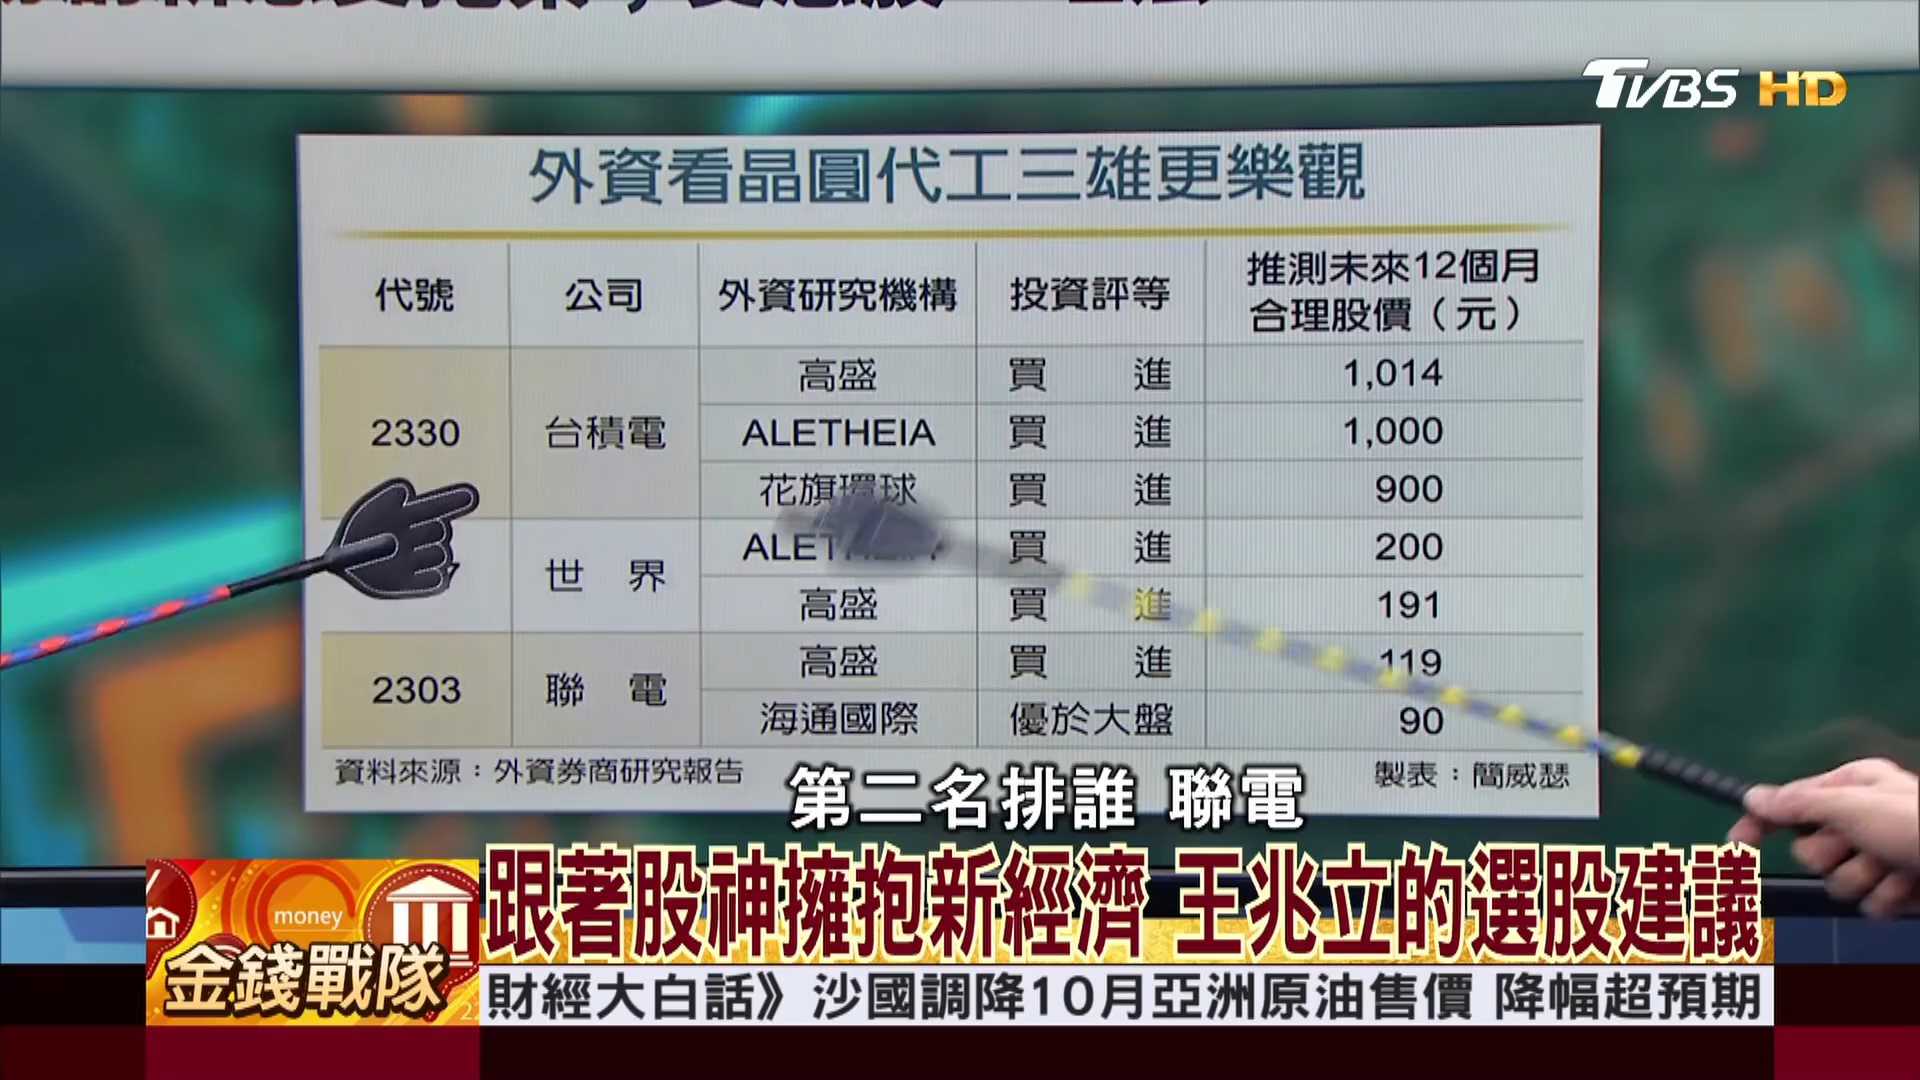 TVBS HD
外資看晶圓代工三雄更樂觀
代號 公司 外資研究機構 投資評等 推測未來12個月合理股價（元）
2330 台積電 高盛 買進 1,014
ALETHEIA 買進 1,000
花旗環球 買進 900
世界 ALETHEIA 買進 200
高盛 買進 191
2303 聯電 高盛 買進 119
海通國際 優於大盤 90
資料來源：外資券商研究報告
製表：簡威瑟
第二名排誰 聯電
money
金錢戰隊
跟著股神擁抱新經濟 王兆立的選股建議
財經大白話》沙國調降10月亞洲原油售價 降幅超預期